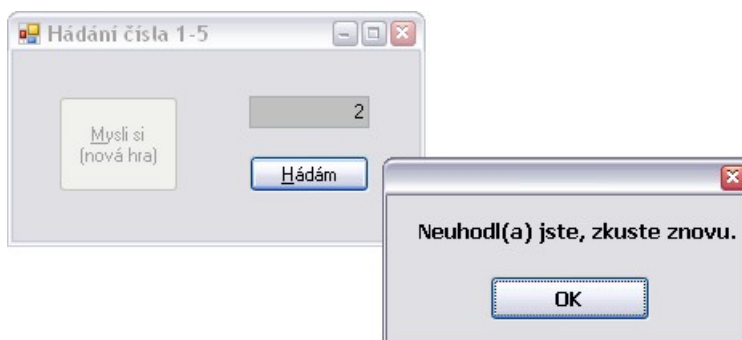 Hádání čísla 1-5
Mysli si
(nová hra)
2
Hádám
Neuhodl(a) jste, zkuste znovu.
OK